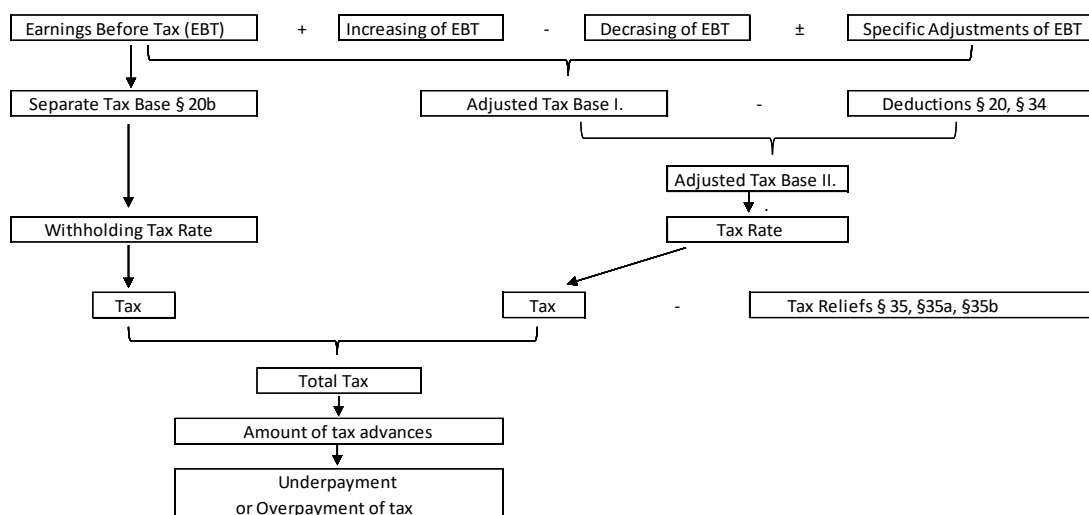 Earnings Before Tax (EBT) + Increasing of EBT - Decrasing of EBT ± Specific Adjustments of EBT
Separate Tax Base § 20b Adjusted Tax Base I. - Deductions § 20, § 34
Adjusted Tax Base II.
.
Withholding Tax Rate Tax Rate
Tax Tax - Tax Reliefs § 35, §35a, §35b
Total Tax
Amount of tax advances
Underpayment
or Overpayment of tax